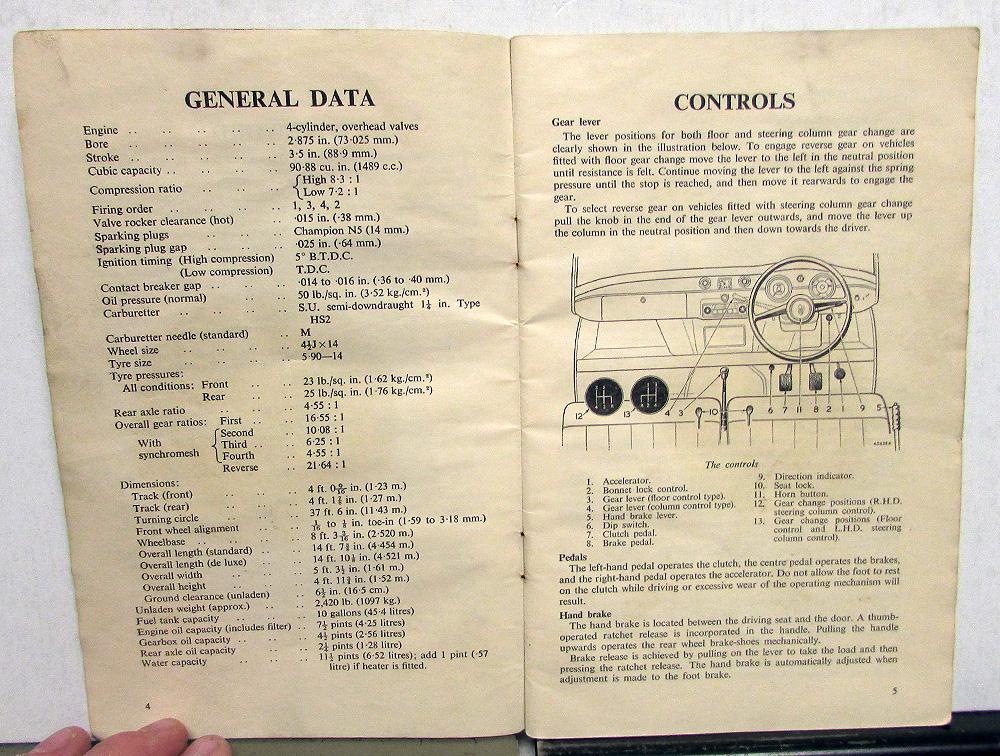 GENERAL DATA
Engine .. .. .. .. .. 4-cylinder, overhead valves
Bore .. .. .. .. .. 2·875 in. (73·025 mm.)
Stroke .. .. .. .. .. 3·5 in. (88·9 mm.)
Cubic capacity .. .. .. .. 90·88 cu. in. (1489 c.c.)
Compression ratio .. .. .. { High 8·3 : 1
Low 7·2 : 1
Firing order .. .. .. .. 1, 3, 4, 2
Valve rocker clearance (hot) .. .. ·015 in. (·38 mm.)
Sparking plugs .. .. .. Champion N5 (14 mm.)
Sparking plug gap .. .. .. ·025 in. (·64 mm.)
Ignition timing (High compression) 5° B.T.D.C.
(Low compression) T.D.C.
Contact breaker gap .. .. .. ·014 to ·016 in. (·36 to ·40 mm.)
Oil pressure (normal) .. .. .. 50 lb./sq. in. (3·52 kg./cm.²)
Carburetter .. .. .. .. S.U. semi-downdraught 1¼ in. Type
HS2
Carburetter needle (standard) .. M
Wheel size .. .. .. .. 4½J × 14
Tyre size .. .. .. .. 5·90—14
Tyre pressures:
All conditions: Front .. .. 23 lb./sq. in. (1·62 kg./cm.²)
Rear .. .. 25 lb./sq. in. (1·76 kg./cm.²)
Rear axle ratio .. .. .. 4·55 : 1
Overall gear ratios: First .. .. 16·55 : 1
With synchromesh { Second .. 10·08 : 1
Third .. .. 6·25 : 1
Fourth .. 4·55 : 1
Reverse .. 21·64 : 1
Dimensions:
Track (front) .. .. .. 4 ft. 0 9/16 in. (1·23 m.)
Track (rear) .. .. .. 4 ft. 1⅞ in. (1·27 m.)
Turning circle .. .. .. 37 ft. 6 in. (11·43 m.)
Front wheel alignment .. .. 1/16 to ⅛ in. toe-in (1·59 to 3·18 mm.)
Wheelbase .. .. .. 8 ft. 3 3/16 in. (2·520 m.)
Overall length (standard) .. .. 14 ft. 7⅜ in. (4·454 m.)
Overall length (de luxe) .. .. 14 ft. 10⅛ in. (4·521 m.)
Overall width .. .. .. 5 ft. 3½ in. (1·61 m.)
Overall height .. .. .. 4 ft. 11⅞ in. (1·52 m.)
Ground clearance (unladen) .. 6½ in. (16·5 cm.)
Unladen weight (approx.) .. .. 2,420 lb. (1097 kg.)
Fuel tank capacity .. .. .. 10 gallons (45·4 litres)
Engine oil capacity (includes filter) .. 7½ pints (4·25 litres)
Gearbox oil capacity .. .. .. 4½ pints (2·56 litres)
Rear axle oil capacity .. .. 2¼ pints (1·28 litre)
Water capacity .. .. .. 11½ pints (6·52 litres); add 1 pint (·57
litre) if heater is fitted.
4
CONTROLS
Gear lever
The lever positions for both floor and steering column gear change are
clearly shown in the illustration below. To engage reverse gear on vehicles
fitted with floor gear change move the lever to the left in the neutral position
until resistance is felt. Continue moving the lever to the left against the spring
pressure until the stop is reached, and then move it rearwards to engage the
gear.
To select reverse gear on vehicles fitted with steering column gear change
pull the knob in the end of the gear lever outwards, and move the lever up
the column in the neutral position and then down towards the driver.
12 13 4 3 10 6 7 11 8 2 1 9 5
The controls
1. Accelerator.
2. Bonnet lock control.
3. Gear lever (floor control type).
4. Gear lever (column control type).
5. Hand brake lever.
6. Dip switch.
7. Clutch pedal.
8. Brake pedal.
9. Direction indicator.
10. Seat lock.
11. Horn button.
12. Gear change positions (R.H.D.
steering column control).
13. Gear change positions (Floor
control and L.H.D. steering
column control).
Pedals
The left-hand pedal operates the clutch, the centre pedal operates the brakes,
and the right-hand pedal operates the accelerator. Do not allow the foot to rest
on the clutch while driving or excessive wear of the operating mechanism will
result.
Hand brake
The hand brake is located between the driving seat and the door. A thumb-
operated ratchet release is incorporated in the handle. Pulling the handle
upwards operates the rear wheel brake-shoes mechanically.
Brake release is achieved by pulling on the lever to take the load and then
pressing the ratchet release. The hand brake is automatically adjusted when
adjustment is made to the foot brake.
5